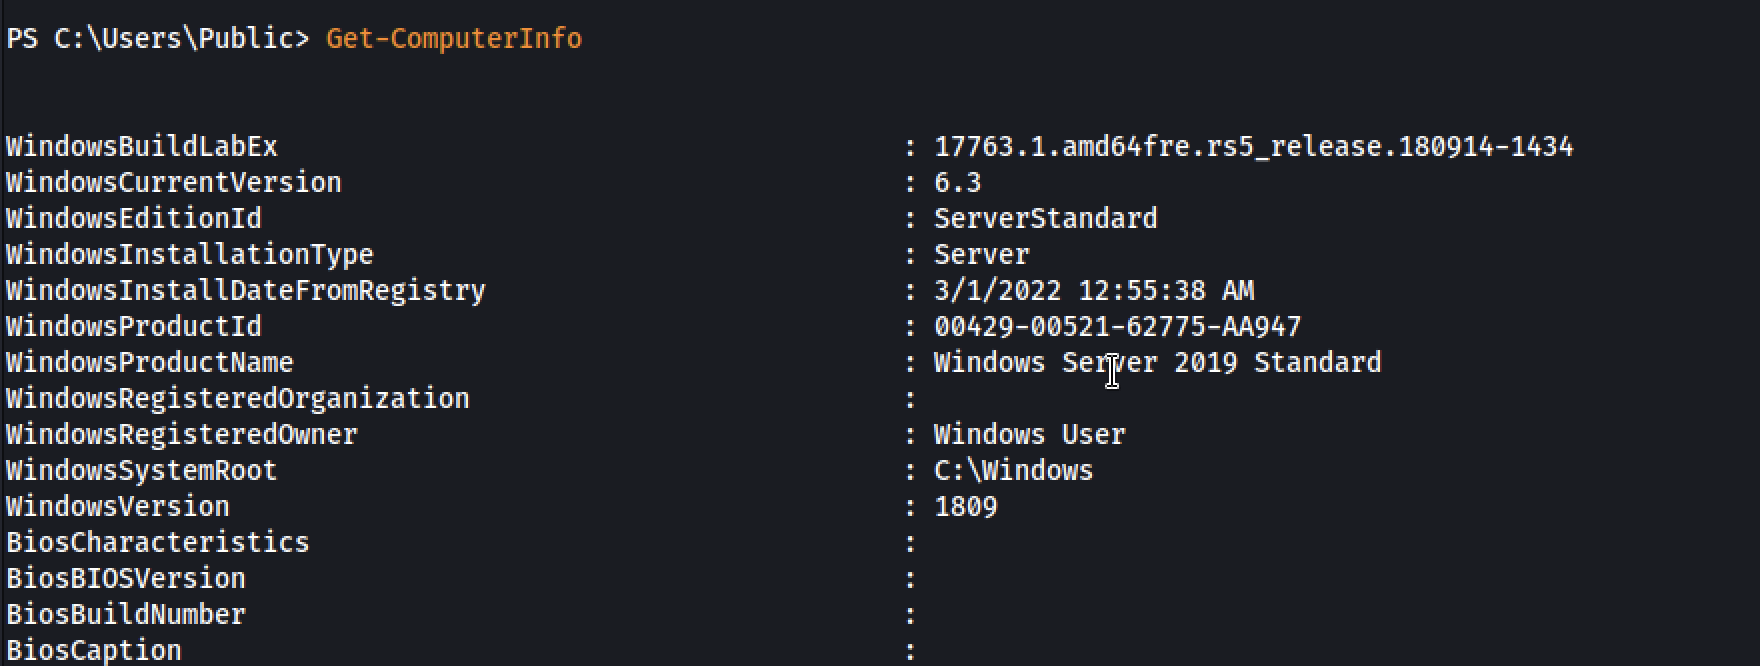 PS C:\Users\Public> Get-ComputerInfo
WindowsBuildLabEx : 17763.1.amd64fre.rs5_release.180914-1434
WindowsCurrentVersion : 6.3
WindowsEditionId : ServerStandard
WindowsInstallationType : Server
WindowsInstallDateFromRegistry : 3/1/2022 12:55:38 AM
WindowsProductId : 00429-00521-62775-AA947
WindowsProductName : Windows Server 2019 Standard
WindowsRegisteredOrganization :
WindowsRegisteredOwner : Windows User
WindowsSystemRoot : C:\Windows
WindowsVersion : 1809
BiosCharacteristics :
BiosBIOSVersion :
BiosBuildNumber :
BiosCaption :